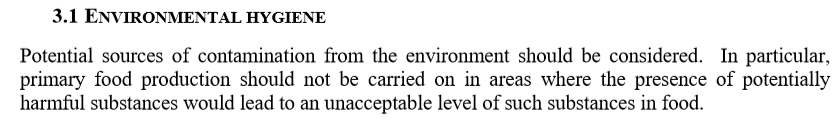 3.1 ENVIRONMENTAL HYGIENE
Potential sources of contamination from the environment should be considered. In particular,
primary food production should not be carried on in areas where the presence of potentially
harmful substances would lead to an unacceptable level of such substances in food.